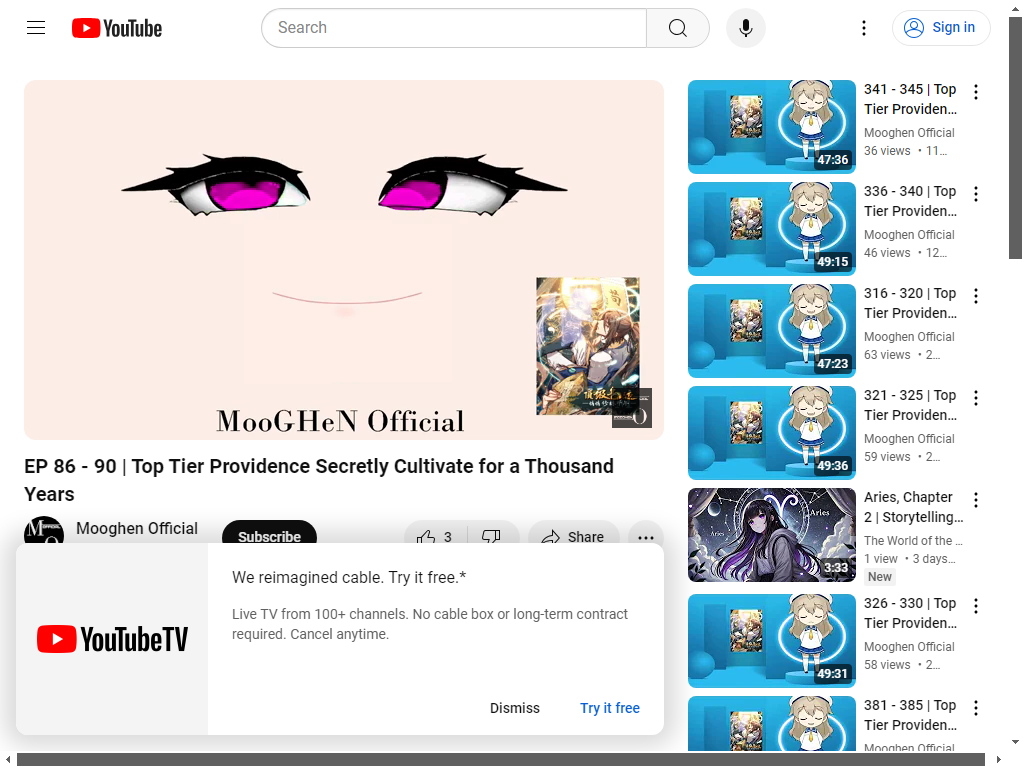 YouTube
Search
Sign in
MooGHeN Official
EP 86 - 90 | Top Tier Providence Secretly Cultivate for a Thousand
Years
Mooghen Official
Subscribe
3
Share
We reimagined cable. Try it free.*
Live TV from 100+ channels. No cable box or long-term contract
required. Cancel anytime.
YouTubeTV
Dismiss
Try it free
47:36
341 - 345 | Top
Tier Providen...
Mooghen Official
36 views • 11...
49:15
336 - 340 | Top
Tier Providen...
Mooghen Official
46 views • 12...
47:23
316 - 320 | Top
Tier Providen...
Mooghen Official
63 views • 2...
49:36
321 - 325 | Top
Tier Providen...
Mooghen Official
59 views • 2...
Aries
Aries
3:33
Aries, Chapter
2 | Storytelling...
The World of the ...
1 view • 3 days...
New
49:31
326 - 330 | Top
Tier Providen...
Mooghen Official
58 views • 2...
381 - 385 | Top
Tier Providen...
Mooghen Official